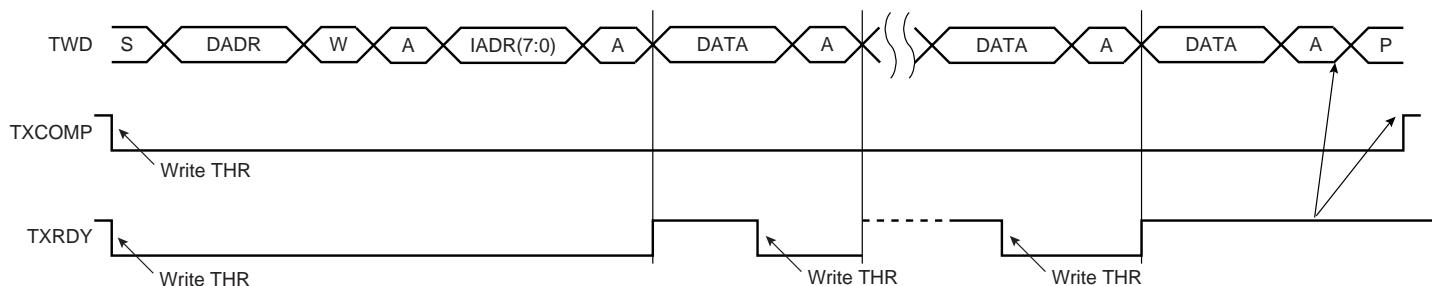 TWD S DADR W A IADR(7:0) A DATA A DATA A DATA A P
TXCOMP
Write THR
TXRDY
Write THR Write THR Write THR